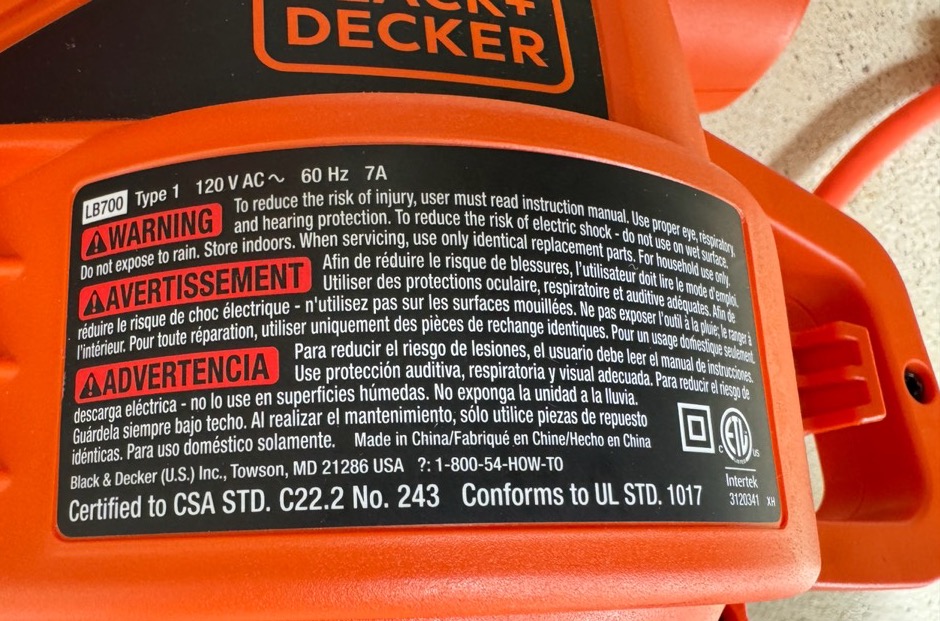 BLACK+
DECKER
LB700 Type 1 120 V AC~ 60 Hz 7A
WARNING To reduce the risk of injury, user must read instruction manual. Use proper eye, respiratory,
and hearing protection. To reduce the risk of electric shock - do not use on wet surface.
Do not expose to rain. Store indoors. When servicing, use only identical replacement parts. For household use only.
AVERTISSEMENT Afin de réduire le risque de blessures, l'utilisateur doit lire le mode d'emploi.
Utiliser des protections oculaire, respiratoire et auditive adéquates. Afin de
réduire le risque de choc électrique - n'utilisez pas sur les surfaces mouillées. Ne pas exposer l'outil à la pluie; le ranger à
l'intérieur. Pour toute réparation, utiliser uniquement des pièces de rechange identiques. Pour un usage domestique seulement.
ADVERTENCIA Para reducir el riesgo de lesiones, el usuario debe leer el manual de instrucciones.
Use protección auditiva, respiratoria y visual adecuada. Para reducir el riesgo de
descarga eléctrica - no lo use en superficies húmedas. No exponga la unidad a la lluvia.
Guárdela siempre bajo techo. Al realizar el mantenimiento, sólo utilice piezas de repuesto
idénticas. Para uso doméstico solamente. Made in China/Fabriqué en Chine/Hecho en China
Black & Decker (U.S.) Inc., Towson, MD 21286 USA ?: 1-800-54-HOW-TO
Certified to CSA STD. C22.2 No. 243 Conforms to UL STD. 1017
C ETL US
Intertek
3120341 XH